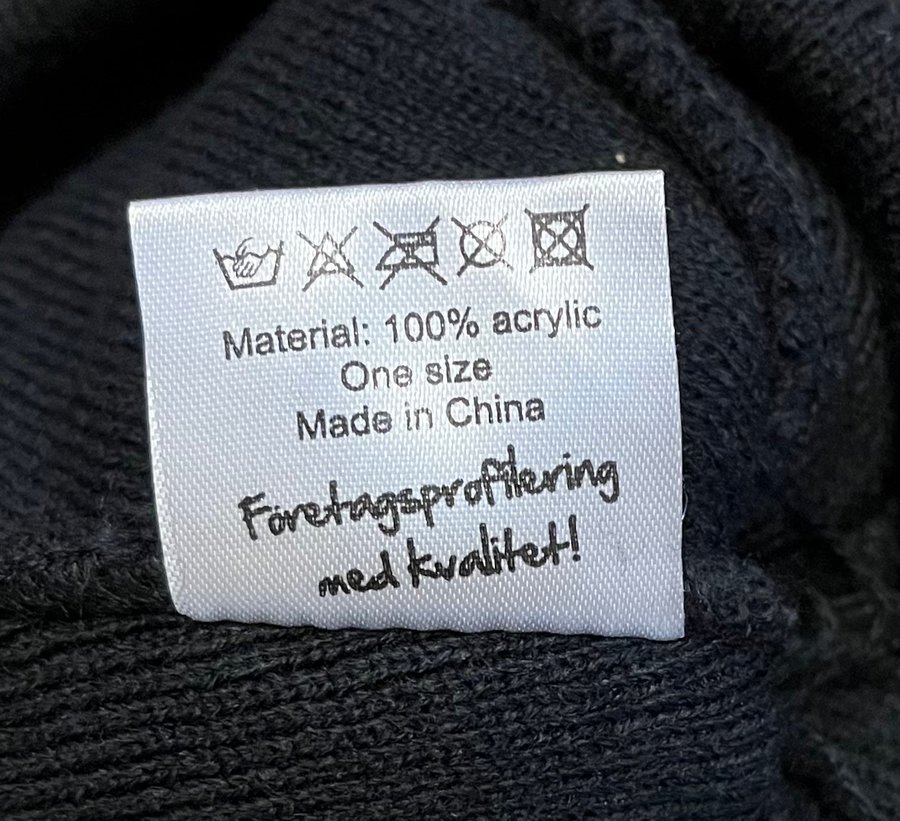 Material: 100% acrylic
One size
Made in China
Företagsprofilering
med kvalitet!